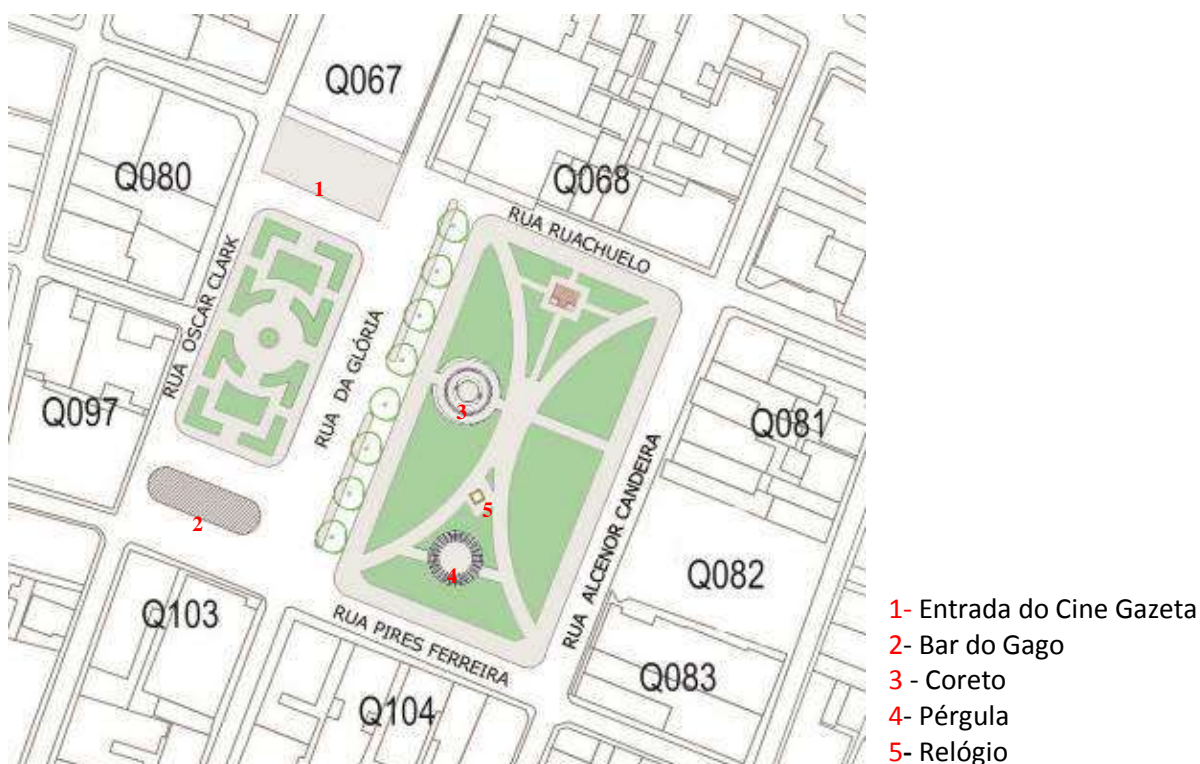 Q067
Q080
1
Q068
RUA RUACHUELO
RUA OSCAR CLARK
RUA DA GLÓRIA
Q097
3
Q081
5
2
RUA ALCENOR CANDEIRA
4
Q082
Q103
RUA PIRES FERREIRA
Q083
Q104
1- Entrada do Cine Gazeta
2- Bar do Gago
3 - Coreto
4- Pérgula
5- Relógio